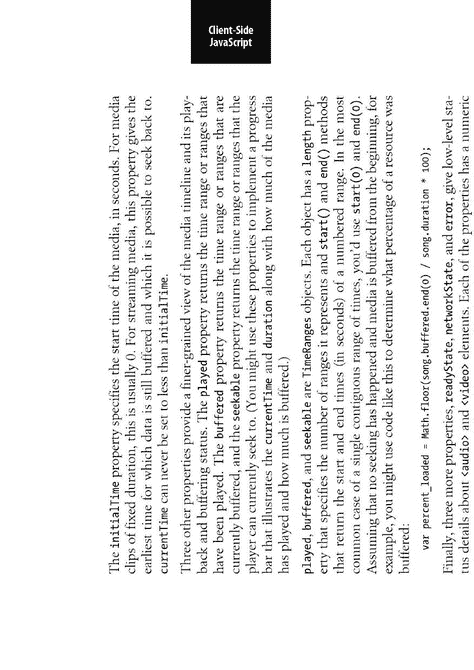 Client-Side
JavaScript
The initialTime property specifies the start time of the media, in seconds. For media
clips of fixed duration, this is usually 0. For streaming media, this property gives the
earliest time for which data is still buffered and which it is possible to seek back to.
currentTime can never be set to less than initialTime.
Three other properties provide a finer-grained view of the media timeline and its play-
back and buffering status. The played property returns the time range or ranges that
have been played. The buffered property returns the time range or ranges that are
currently buffered, and the seekable property returns the time range or ranges that the
player can currently seek to. (You might use these properties to implement a progress
bar that illustrates the currentTime and duration along with how much of the media
has played and how much is buffered.)
played, buffered, and seekable are TimeRanges objects. Each object has a length prop-
erty that specifies the number of ranges it represents and start() and end() methods
that return the start and end times (in seconds) of a numbered range. In the most
common case of a single contiguous range of times, you'd use start(0) and end(0).
Assuming that no seeking has happened and media is buffered from the beginning, for
example, you might use code like this to determine what percentage of a resource was
buffered:
var percent_loaded = Math.floor(song.buffered.end(0) / song.duration * 100);
Finally, three more properties, readyState, networkState, and error, give low-level sta-
tus details about <audio> and <video> elements. Each of the properties has a numeric